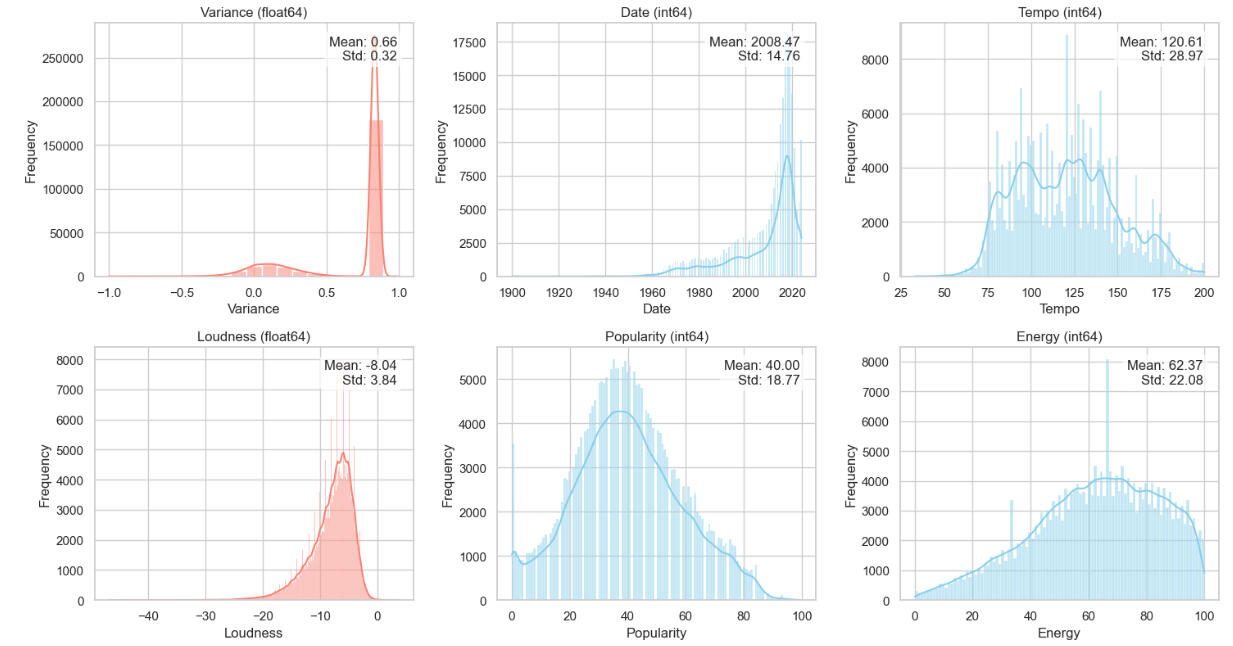 Variance (float64)
Mean: 0.66
Std: 0.32
Frequency
250000
200000
150000
100000
50000
0
−1.0 −0.5 0.0 0.5 1.0
Variance
Date (int64)
Mean: 2008.47
Std: 14.76
Frequency
17500
15000
12500
10000
7500
5000
2500
0
1900 1920 1940 1960 1980 2000 2020
Date
Tempo (int64)
Mean: 120.61
Std: 28.97
Frequency
8000
6000
4000
2000
0
25 50 75 100 125 150 175 200
Tempo
Loudness (float64)
Mean: -8.04
Std: 3.84
Frequency
8000
7000
6000
5000
4000
3000
2000
1000
0
−40 −30 −20 −10 0
Loudness
Popularity (int64)
Mean: 40.00
Std: 18.77
Frequency
5000
4000
3000
2000
1000
0
0 20 40 60 80 100
Popularity
Energy (int64)
Mean: 62.37
Std: 22.08
Frequency
8000
7000
6000
5000
4000
3000
2000
1000
0
0 20 40 60 80 100
Energy